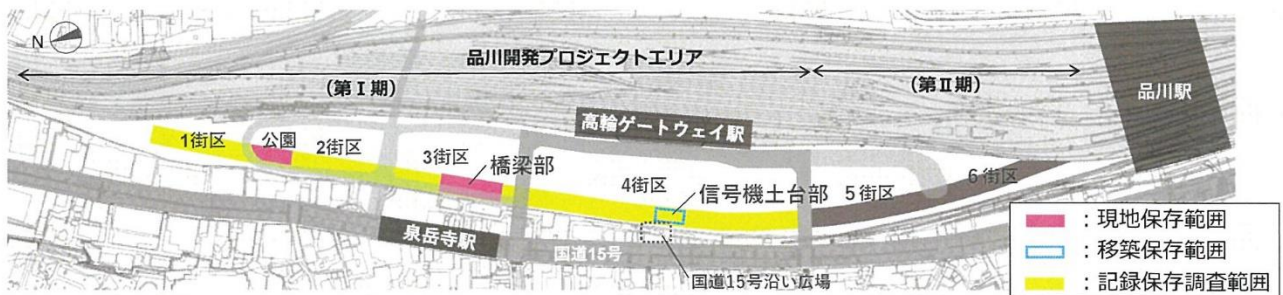 N
品川開発プロジェクトエリア
(第Ⅰ期)
(第Ⅱ期)
品川駅
高輪ゲートウェイ駅
1街区
公園
2街区
3街区
橋梁部
4街区
信号機土台部
5街区
6街区
泉岳寺駅
国道15号
国道15号沿い広場
：現地保存範囲
：移築保存範囲
：記録保存調査範囲